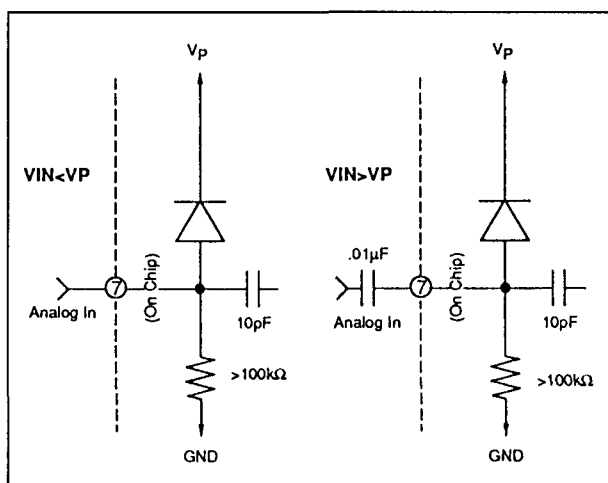 VP
VIN<VP
7
Analog In
(On Chip)
10pF
>100kΩ
GND
VP
VIN>VP
.01µF
7
Analog In
(On Chip)
10pF
>100kΩ
GND